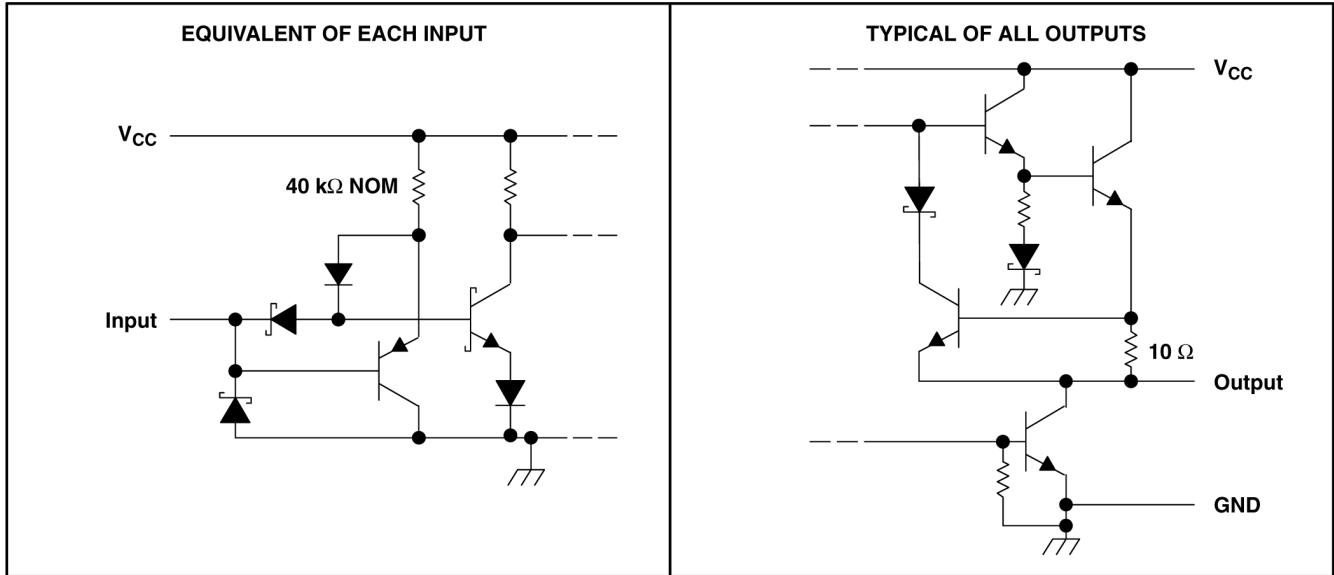 EQUIVALENT OF EACH INPUT
VCC
40 kΩ NOM
Input
TYPICAL OF ALL OUTPUTS
VCC
10 Ω
Output
GND